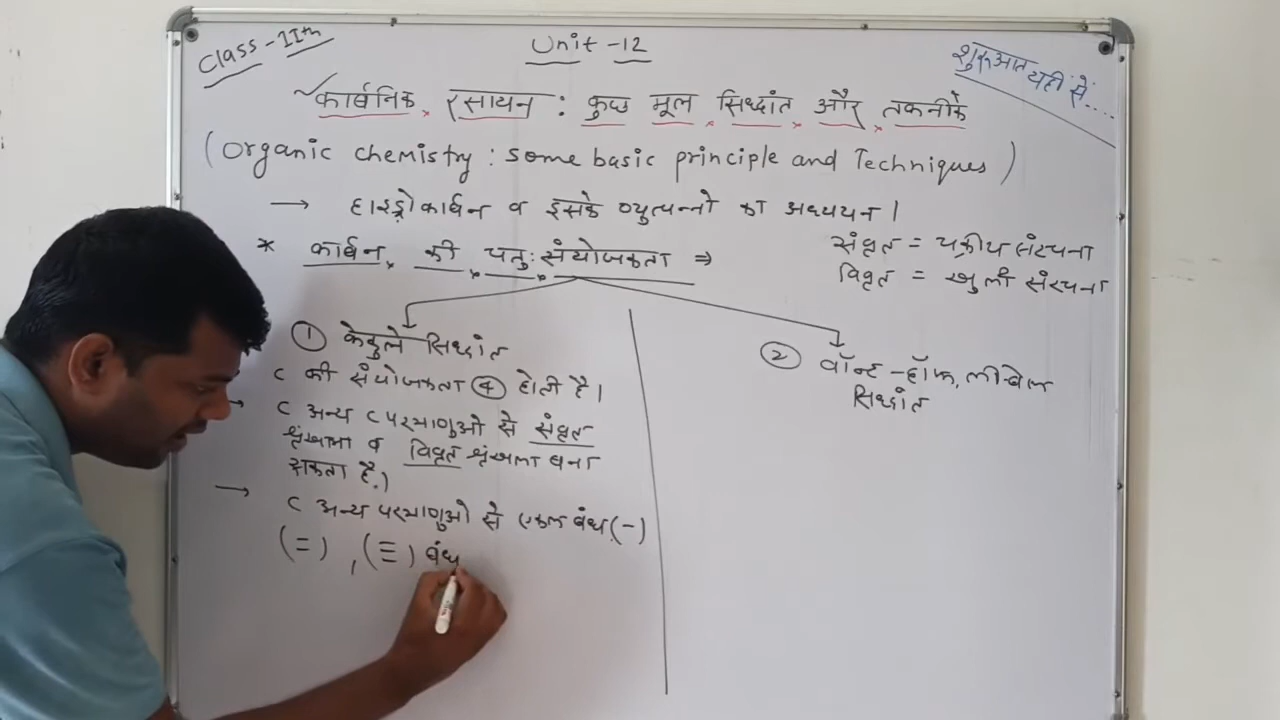 Class-11th
Unit-12
शुरुआत यहीं से....
कार्बनिक रसायन : कुछ मूल सिध्दांत और तकनीकें
(Organic chemistry : some basic principle and Techniques)
→ हाइड्रोकार्बन व इसके व्युत्पन्नो का अध्ययन।
* कार्बन की चतु:संयोजकता ⇒
संवृत = चक्रीय संरचना
विवृत = खुली संरचना
① केकुले सिध्दांत
C की संयोजकता ④ होती है।
→ C अन्य C परमाणुओ से संवृत
श्रृंखला व विवृत श्रृंखला बना
सकता है।
→ C अन्य परमाणुओ से एकल बंध(-)
(=) , (≡) बंध
② वॉन्ट-हॉफ, लीबेल
सिध्दांत